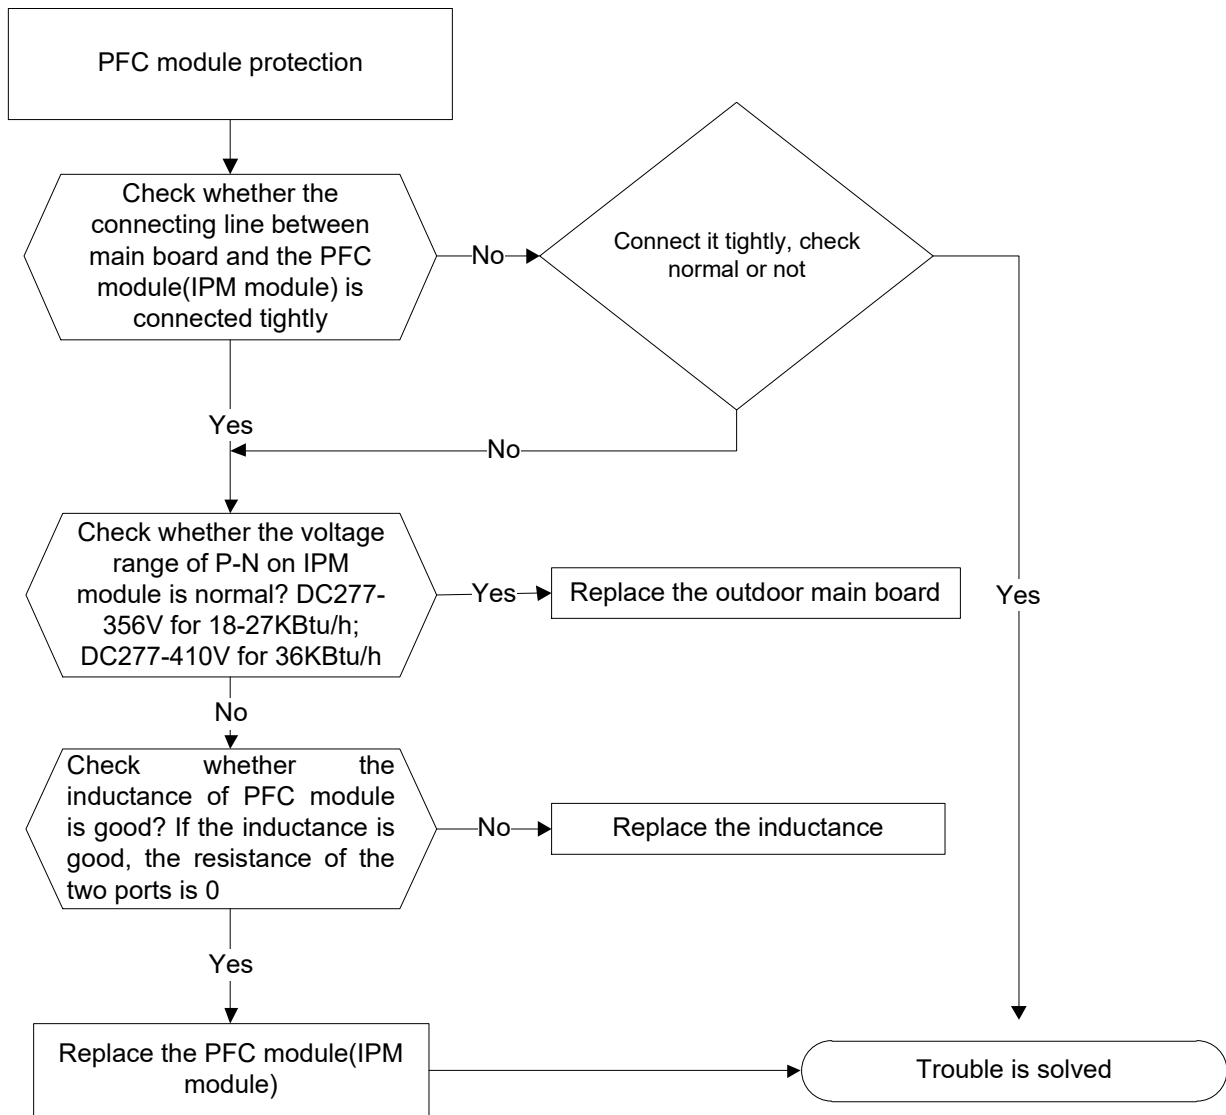 PFC module protection
Check whether the
connecting line between
main board and the PFC
module(IPM module) is
connected tightly
No
Connect it tightly, check
normal or not
Yes
No
Yes
Check whether the voltage
range of P-N on IPM
module is normal? DC277-
356V for 18-27KBtu/h;
DC277-410V for 36KBtu/h
Yes
Replace the outdoor main board
No
Check whether the
inductance of PFC module
is good? If the inductance is
good, the resistance of the
two ports is 0
No
Replace the inductance
Yes
Replace the PFC module(IPM
module)
Trouble is solved